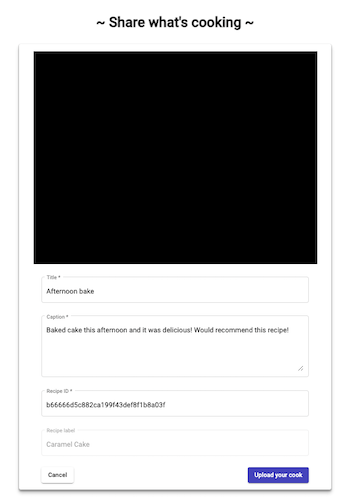 ~ Share what's cooking ~
Title *
Afternoon bake
Caption *
Baked cake this afternoon and it was delicious! Would recommend this recipe!
Recipe ID *
b66666d5c882ca199f43def8f1b8a03f
Recipe label
Caramel Cake
Cancel
Upload your cook